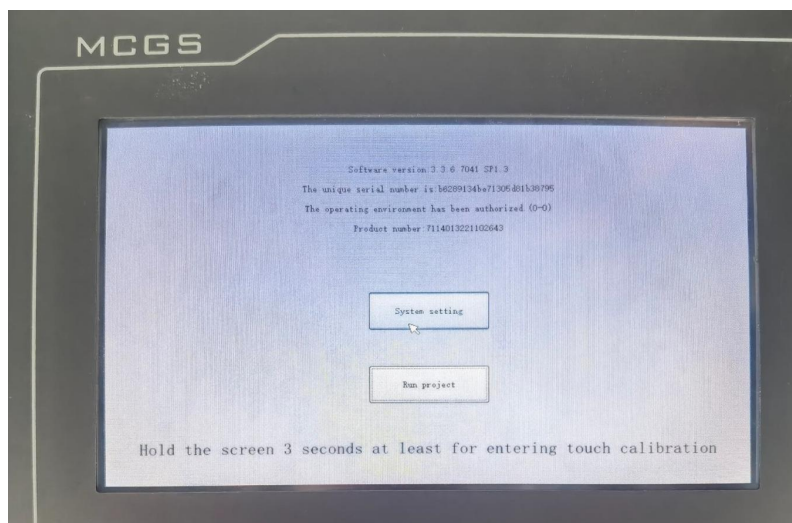 MCGS
Software version:3.3.6.7041 SP1.3
The unique serial number is:b6289134be71305d81b38795
The operating environment has been authorized (0-0)
Product number:7114013221102643
System setting
Run project
Hold the screen 3 seconds at least for entering touch calibration